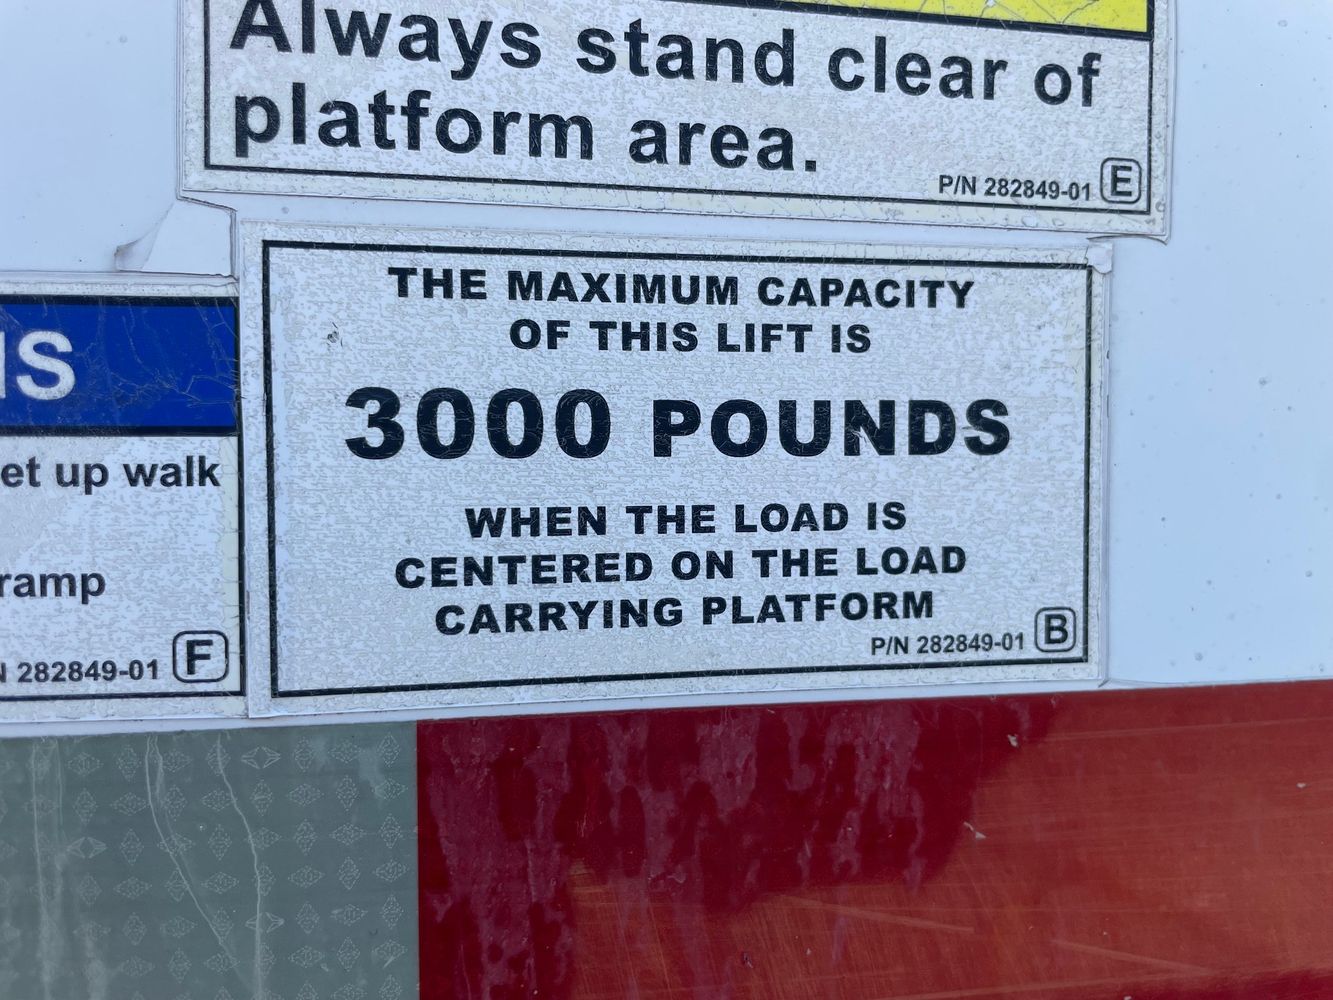 Always stand clear of
platform area.
P/N 282849-01 E
THE MAXIMUM CAPACITY
OF THIS LIFT IS
3000 POUNDS
WHEN THE LOAD IS
CENTERED ON THE LOAD
CARRYING PLATFORM
P/N 282849-01 B
up walk
ramp
282849-01 F